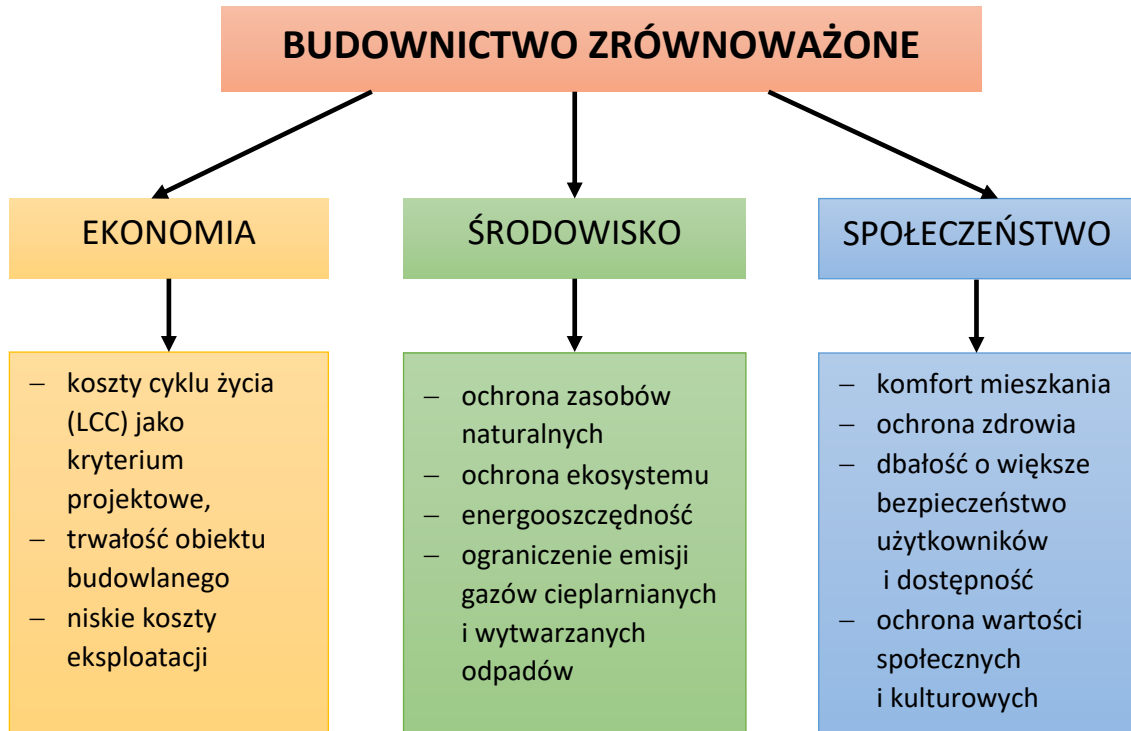 BUDOWNICTWO ZRÓWNOWAŻONE
EKONOMIA
– koszty cyklu życia
(LCC) jako
kryterium
projektowe,
– trwałość obiektu
budowlanego
– niskie koszty
eksploatacji
ŚRODOWISKO
– ochrona zasobów
naturalnych
– ochrona ekosystemu
– energooszczędność
– ograniczenie emisji
gazów cieplarnianych
i wytwarzanych
odpadów
SPOŁECZEŃSTWO
– komfort mieszkania
– ochrona zdrowia
– dbałość o większe
bezpieczeństwo
użytkowników
i dostępność
– ochrona wartości
społecznych
i kulturowych